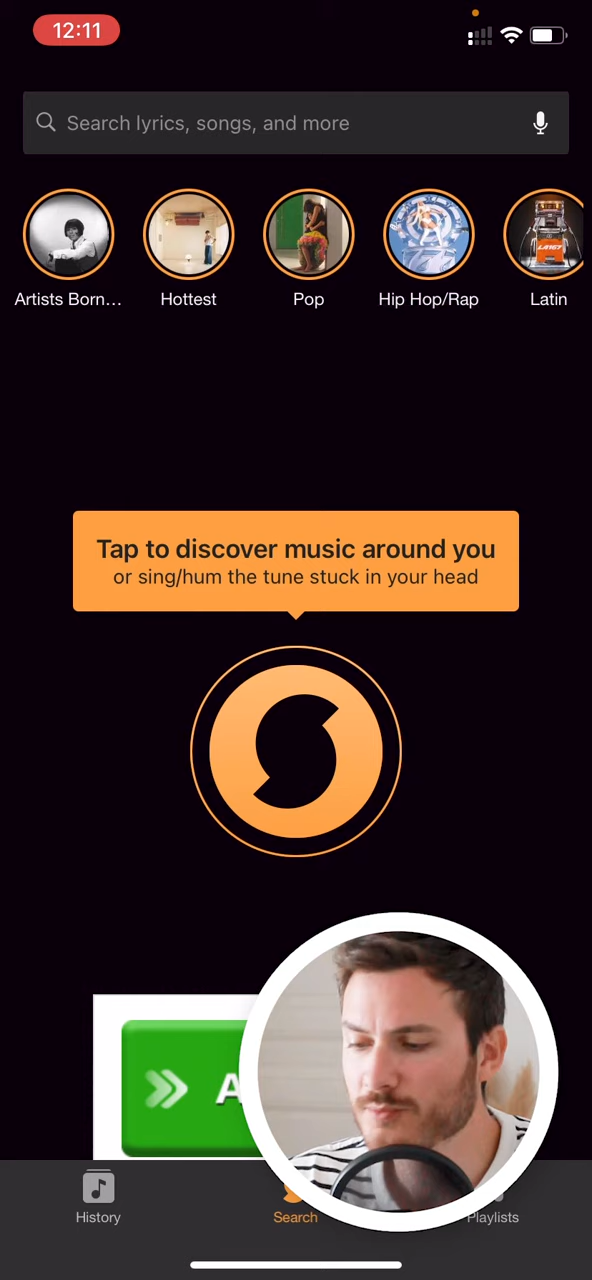 12:11
Search lyrics, songs, and more
Artists Born…
Hottest
Pop
Hip Hop/Rap
Latin
Tap to discover music around you
or sing/hum the tune stuck in your head
A
History
Search
Playlists